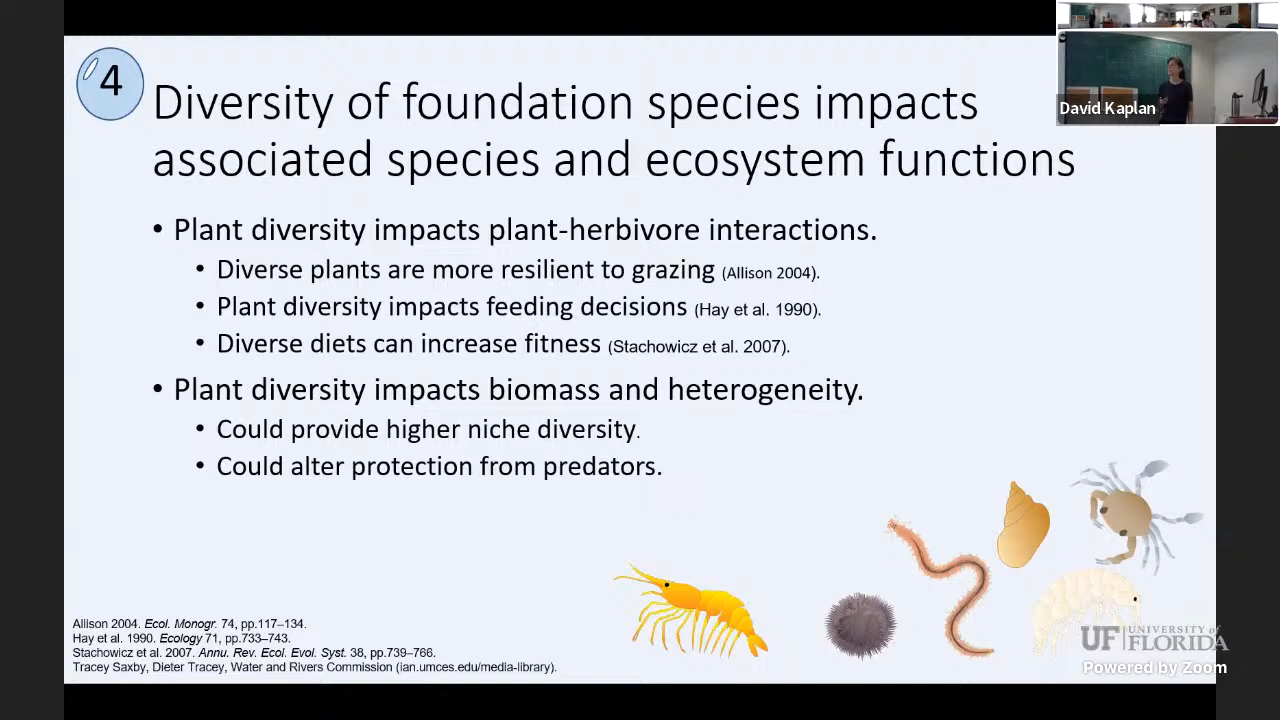 4
Diversity of foundation species impacts
associated species and ecosystem functions
• Plant diversity impacts plant-herbivore interactions.
• Diverse plants are more resilient to grazing (Allison 2004).
• Plant diversity impacts feeding decisions (Hay et al. 1990).
• Diverse diets can increase fitness (Stachowicz et al. 2007).
• Plant diversity impacts biomass and heterogeneity.
• Could provide higher niche diversity.
• Could alter protection from predators.
Allison 2004. Ecol. Monogr. 74, pp.117–134.
Hay et al. 1990. Ecology 71, pp.733–743.
Stachowicz et al. 2007. Annu. Rev. Ecol. Evol. Syst. 38, pp.739–766.
Tracey Saxby, Dieter Tracey, Water and Rivers Commission (ian.umces.edu/media-library).
David Kaplan
UF UNIVERSITY of
FLORIDA
Powered by Zoom